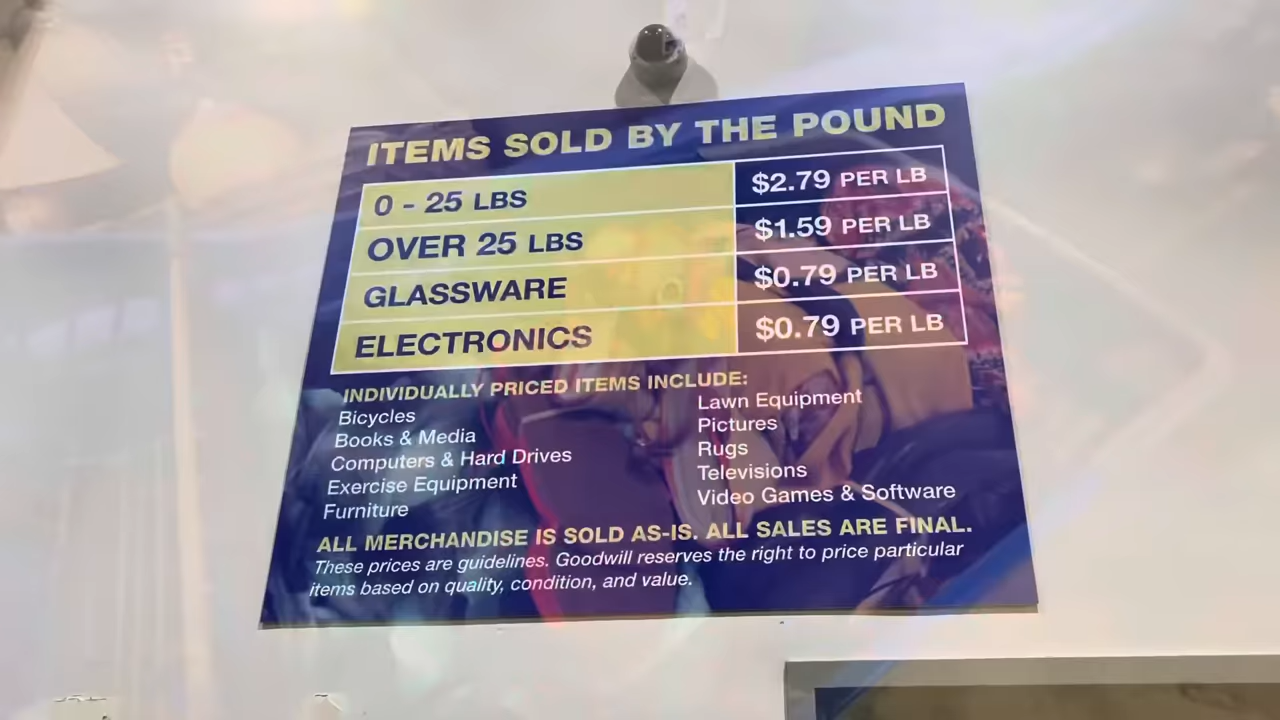 ITEMS SOLD BY THE POUND
0 - 25 LBS $2.79 PER LB
OVER 25 LBS $1.59 PER LB
GLASSWARE $0.79 PER LB
ELECTRONICS $0.79 PER LB
INDIVIDUALLY PRICED ITEMS INCLUDE:
Bicycles
Books & Media
Computers & Hard Drives
Exercise Equipment
Furniture
Lawn Equipment
Pictures
Rugs
Televisions
Video Games & Software
ALL MERCHANDISE IS SOLD AS-IS. ALL SALES ARE FINAL.
These prices are guidelines. Goodwill reserves the right to price particular
items based on quality, condition, and value.